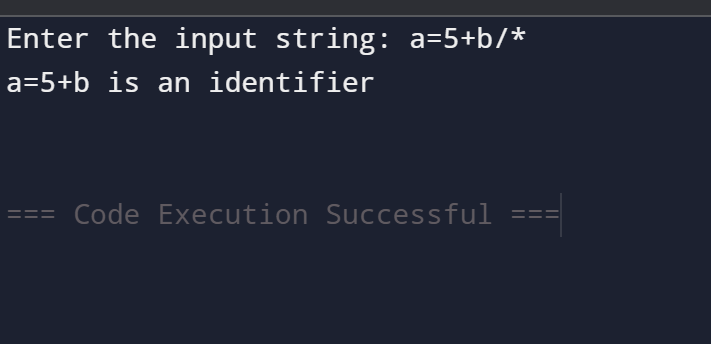 Enter the input string: a=5+b/*
a=5+b is an identifier
=== Code Execution Successful ===